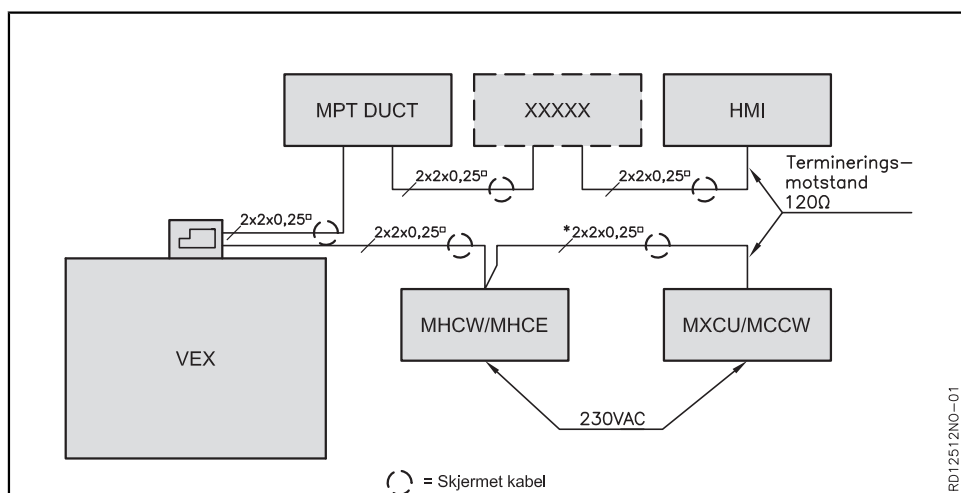 MPT DUCT
XXXXX
HMI
2x2x0,25¤
2x2x0,25¤
Terminerings-
motstand
120Ω
2x2x0,25¤
2x2x0,25¤
*2x2x0,25¤
MHCW/MHCE
MXCU/MCCW
VEX
230VAC
= Skjermet kabel
RD12512NO-01